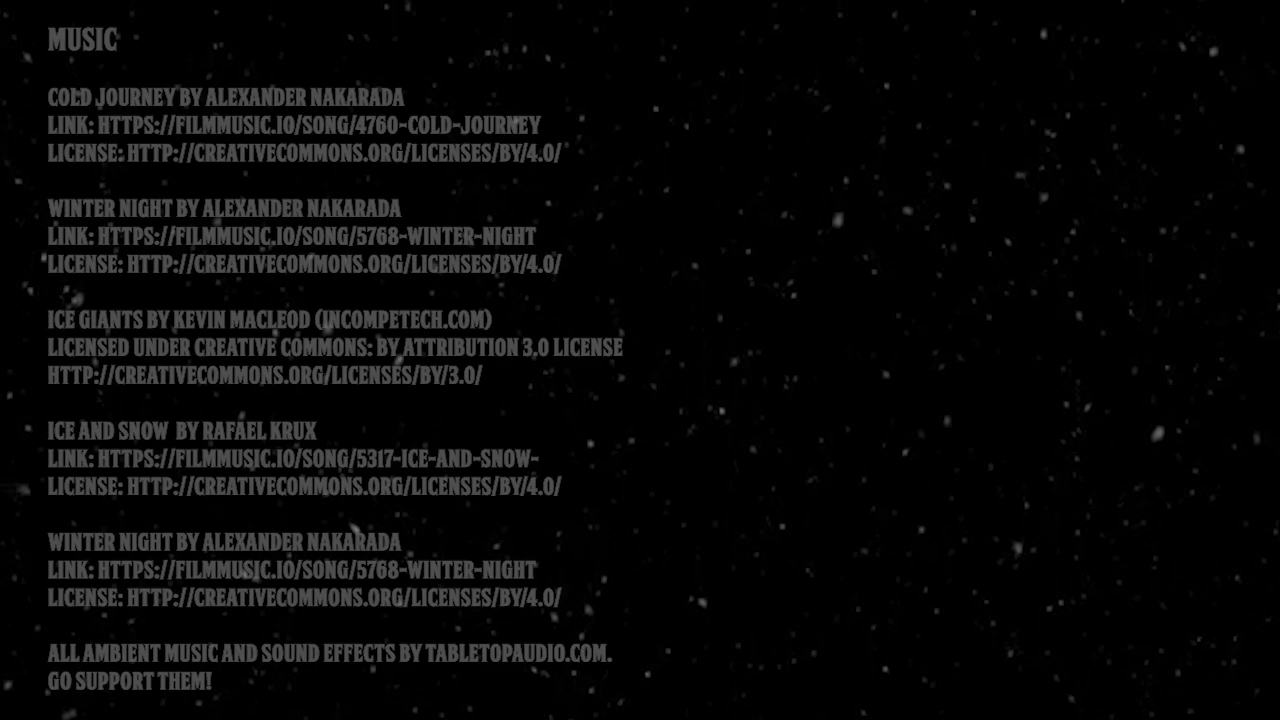 MUSIC
COLD JOURNEY BY ALEXANDER NAKARADA
LINK: HTTPS://FILMMUSIC.IO/SONG/4760-COLD-JOURNEY
LICENSE: HTTP://CREATIVECOMMONS.ORG/LICENSES/BY/4.0/
WINTER NIGHT BY ALEXANDER NAKARADA
LINK: HTTPS://FILMMUSIC.IO/SONG/5768-WINTER-NIGHT
LICENSE: HTTP://CREATIVECOMMONS.ORG/LICENSES/BY/4.0/
ICE GIANTS BY KEVIN MACLEOD (INCOMPETECH.COM)
LICENSED UNDER CREATIVE COMMONS: BY ATTRIBUTION 3.0 LICENSE
HTTP://CREATIVECOMMONS.ORG/LICENSES/BY/3.0/
ICE AND SNOW  BY RAFAEL KRUX
LINK: HTTPS://FILMMUSIC.IO/SONG/5317-ICE-AND-SNOW-
LICENSE: HTTP://CREATIVECOMMONS.ORG/LICENSES/BY/4.0/
WINTER NIGHT BY ALEXANDER NAKARADA
LINK: HTTPS://FILMMUSIC.IO/SONG/5768-WINTER-NIGHT
LICENSE: HTTP://CREATIVECOMMONS.ORG/LICENSES/BY/4.0/
ALL AMBIENT MUSIC AND SOUND EFFECTS BY TABLETOPAUDIO.COM.
GO SUPPORT THEM!